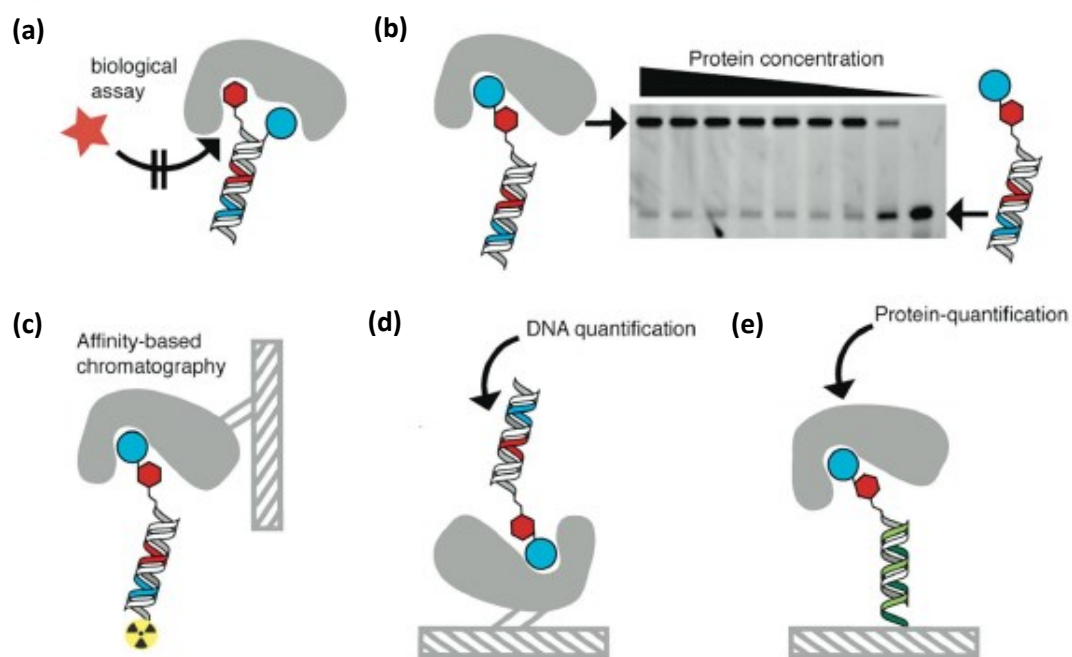 (a)
biological
assay
(b)
Protein concentration
(c)
Affinity-based
chromatography
(d)
DNA quantification
(e)
Protein-quantification